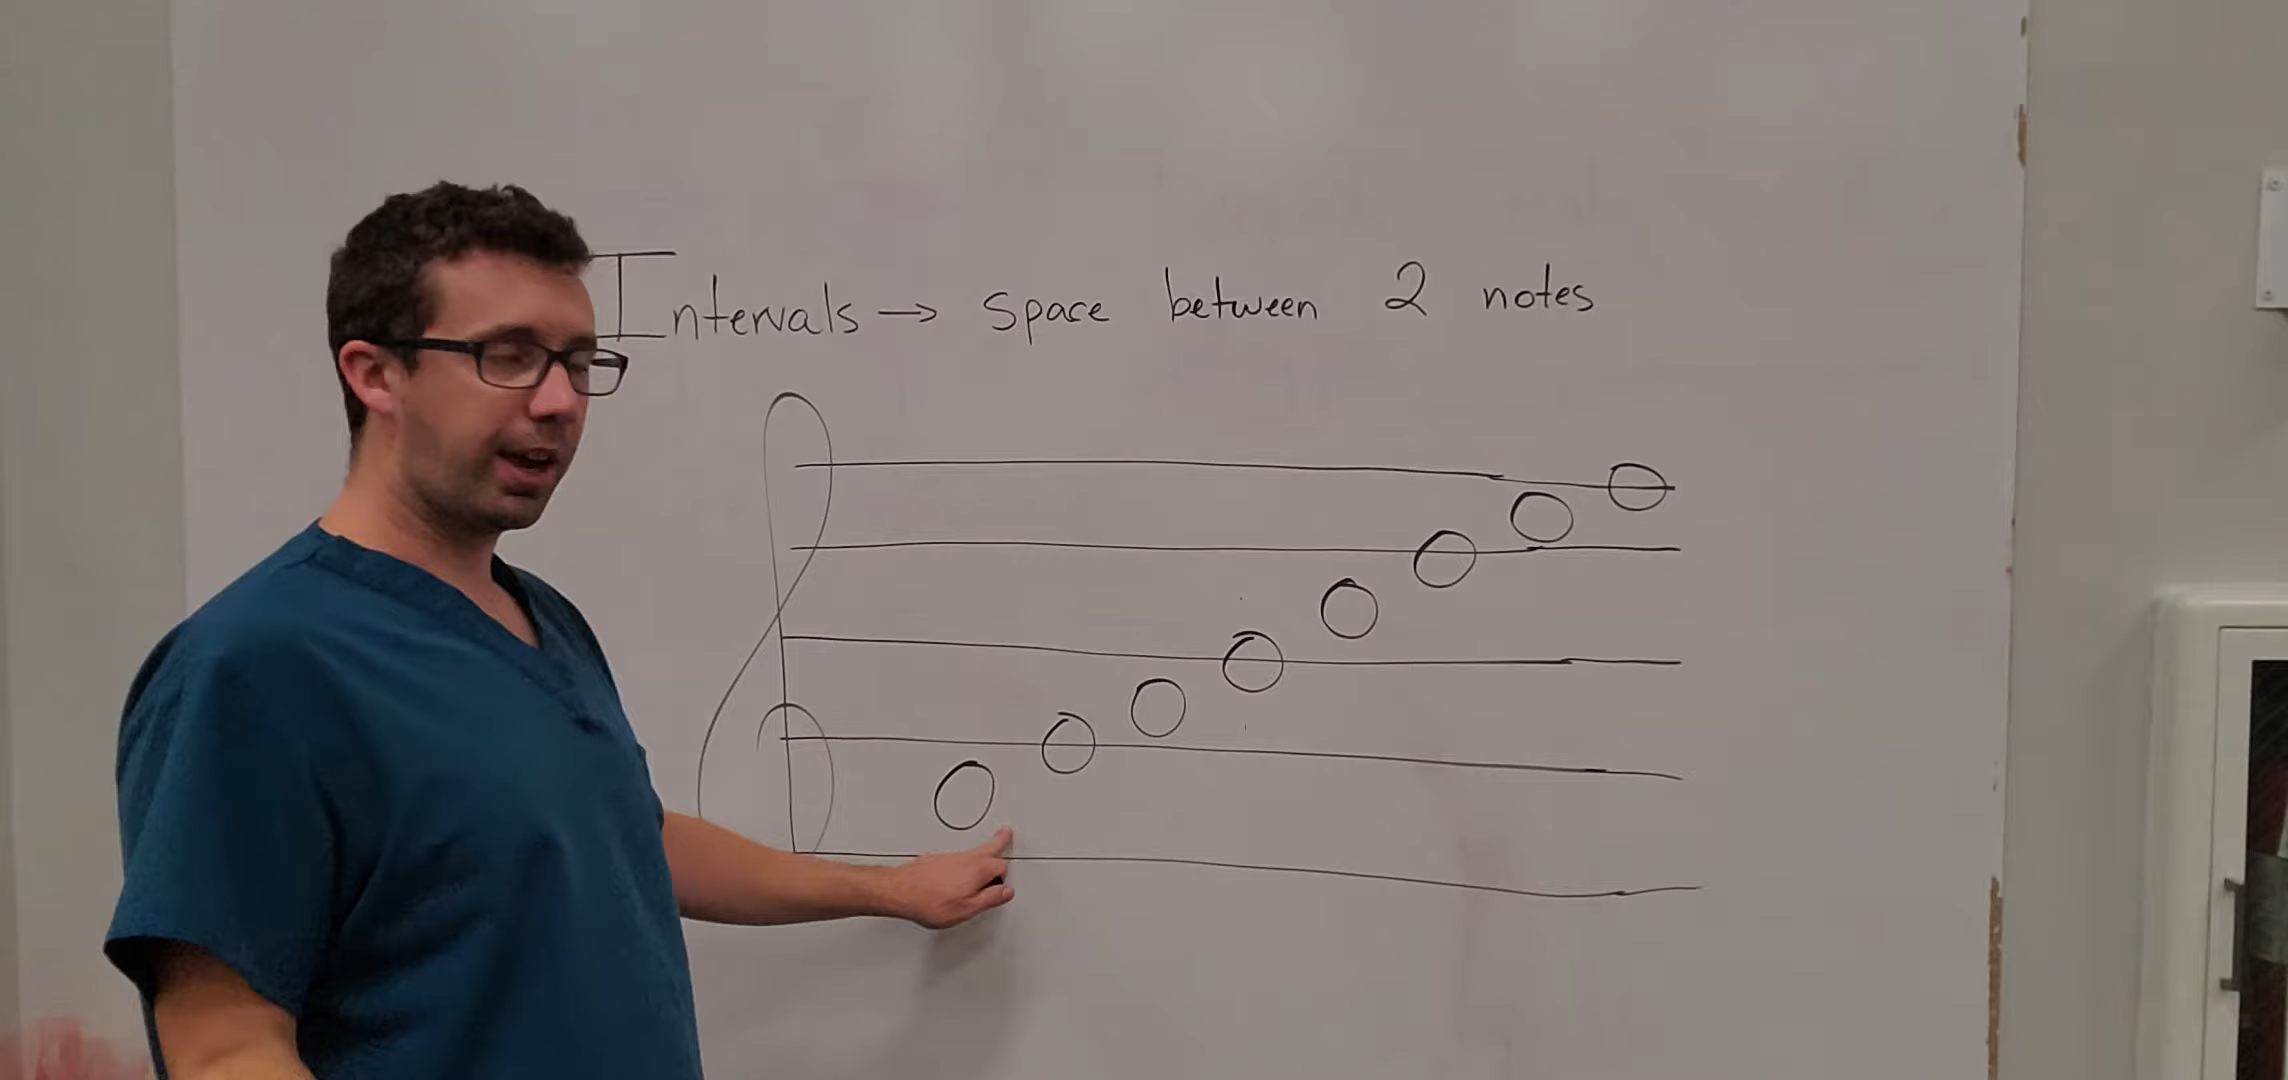 Intervals → Space between 2 notes